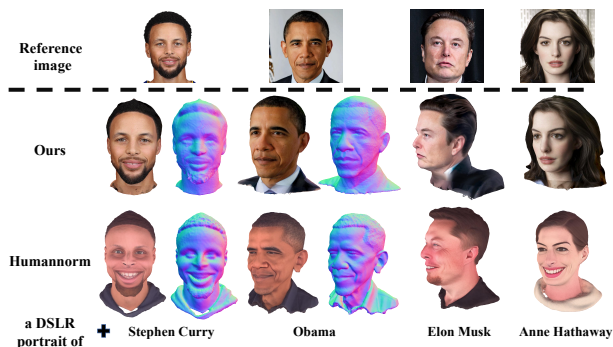 Reference
image
Ours
Humannorm
a DSLR
portrait of
+ Stephen Curry Obama Elon Musk Anne Hathaway